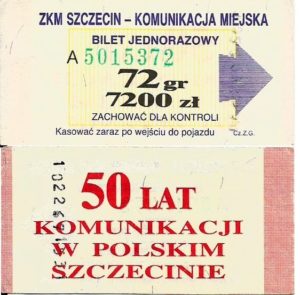 ZKM SZCZECIN – KOMUNIKACJA MIEJSKA
BILET JEDNORAZOWY
A 5015372
72 gr
7200 zł
ZACHOWAĆ DLA KONTROLI
Kasować zaraz po wejściu do pojazdu
Cz.Z.G.
50 LAT
KOMUNIKACJI
W POLSKIM
SZCZECINIE